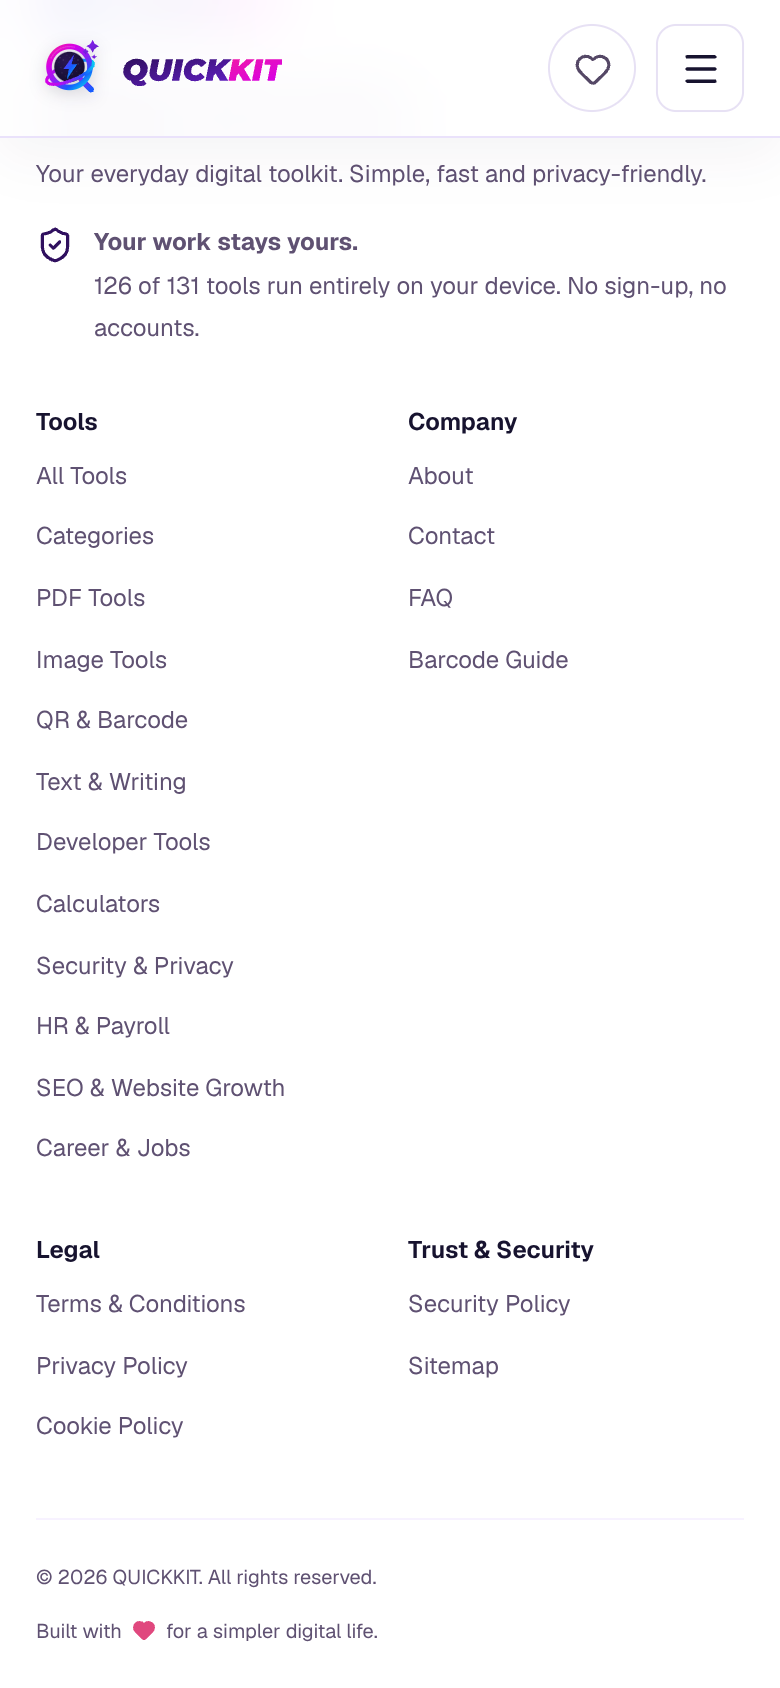 QUICKKIT
Your everyday digital toolkit. Simple, fast and privacy-friendly.
Your work stays yours.
126 of 131 tools run entirely on your device. No sign-up, no
accounts.
Tools
All Tools
Categories
PDF Tools
Image Tools
QR & Barcode
Text & Writing
Developer Tools
Calculators
Security & Privacy
HR & Payroll
SEO & Website Growth
Career & Jobs
Company
About
Contact
FAQ
Barcode Guide
Legal
Terms & Conditions
Privacy Policy
Cookie Policy
Trust & Security
Security Policy
Sitemap
© 2026 QUICKKIT. All rights reserved.
Built with ❤ for a simpler digital life.